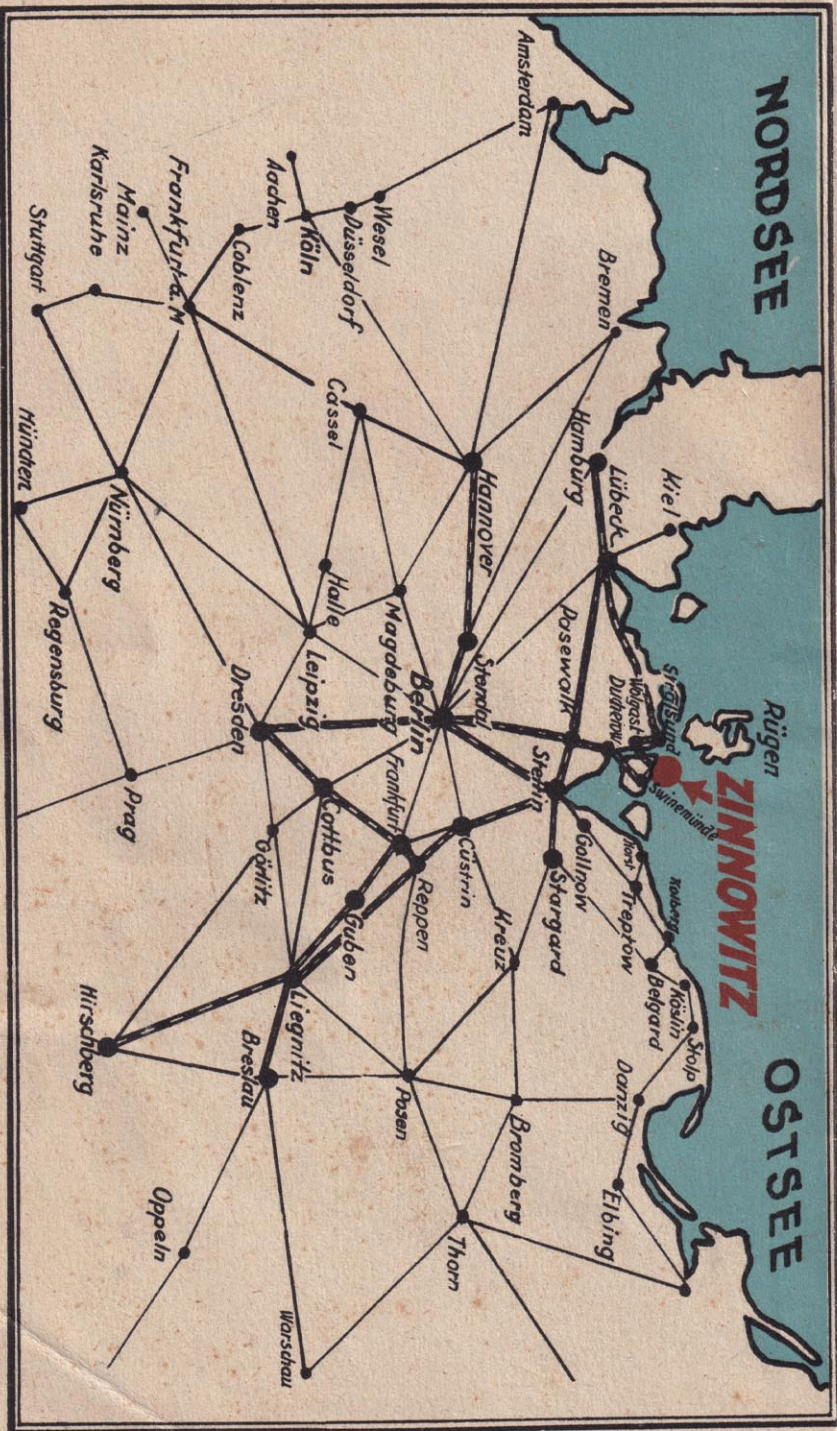 NORDSEE
OSTSEE
Rügen
ZINNOWITZ
Kiel
Stralsund
Wolgast
Swinemünde
Lübeck
Hamburg
Bremen
Amsterdam
Pasewalk
Stettin
Gollnow
Horst
Treptow
Kolberg
Belgard
Köslin
Stolp
Danzig
Elbing
Stargard
Kreuz
Bromberg
Thorn
Hannover
Stendal
Berlin
Cüstrin
Frankfurt
Reppen
Posen
Wesel
Düsseldorf
Köln
Aachen
Cassel
Magdeburg
Halle
Leipzig
Dresden
Cottbus
Guben
Görlitz
Liegnitz
Breslau
Hirschberg
Oppeln
Warschau
Coblenz
Frankfurt a. M
Mainz
Karlsruhe
Stuttgart
Nürnberg
München
Regensburg
Prag